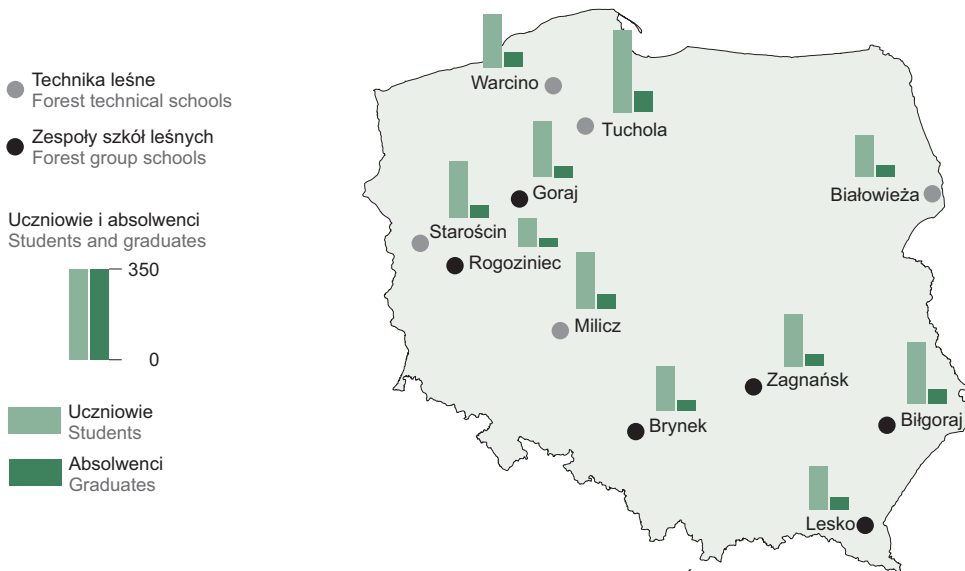 Technika leśne
Forest technical schools
Zespoły szkół leśnych
Forest group schools
Uczniowie i absolwenci
Students and graduates
350
0
Uczniowie
Students
Absolwenci
Graduates
Warcino
Tuchola
Goraj
Białowieża
Starościn
Rogoziniec
Milicz
Zagnańsk
Brynek
Biłgoraj
Lesko